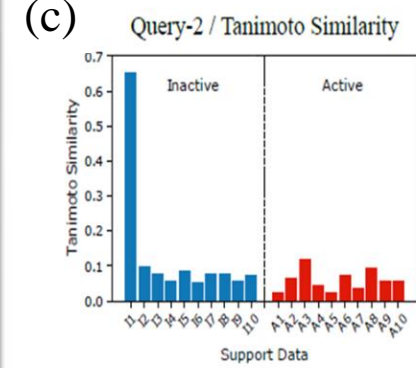 (c)
Query-2 / Tanimoto Similarity
0.7
0.6
0.5
0.4
0.3
0.2
0.1
0.0
Tanimoto Similarity
Inactive
Active
I1 I2 I3 I4 I5 I6 I7 I8 I9 I10 A1 A2 A3 A4 A5 A6 A7 A8 A9 A10
Support Data